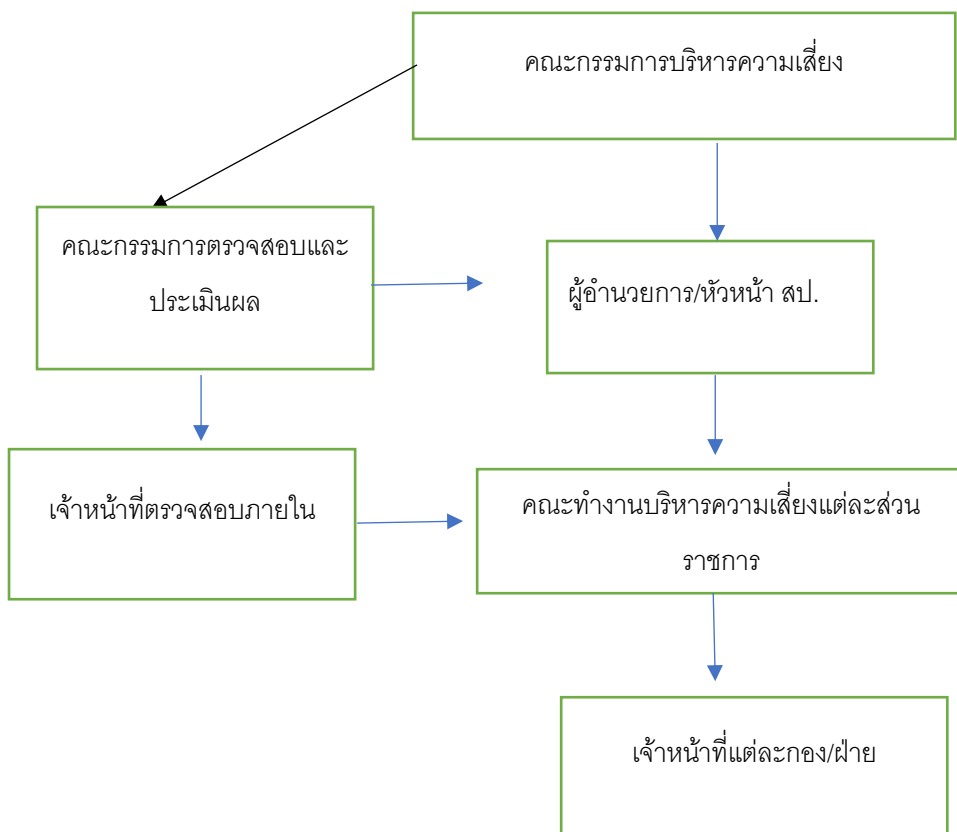 คณะกรรมการบริหารความเสี่ยง
คณะกรรมการตรวจสอบและ
ประเมินผล
ผู้อำนวยการ/หัวหน้า สป.
เจ้าหน้าที่ตรวจสอบภายใน
คณะทำงานบริหารความเสี่ยงแต่ละส่วน
ราชการ
เจ้าหน้าที่แต่ละกอง/ฝ่าย